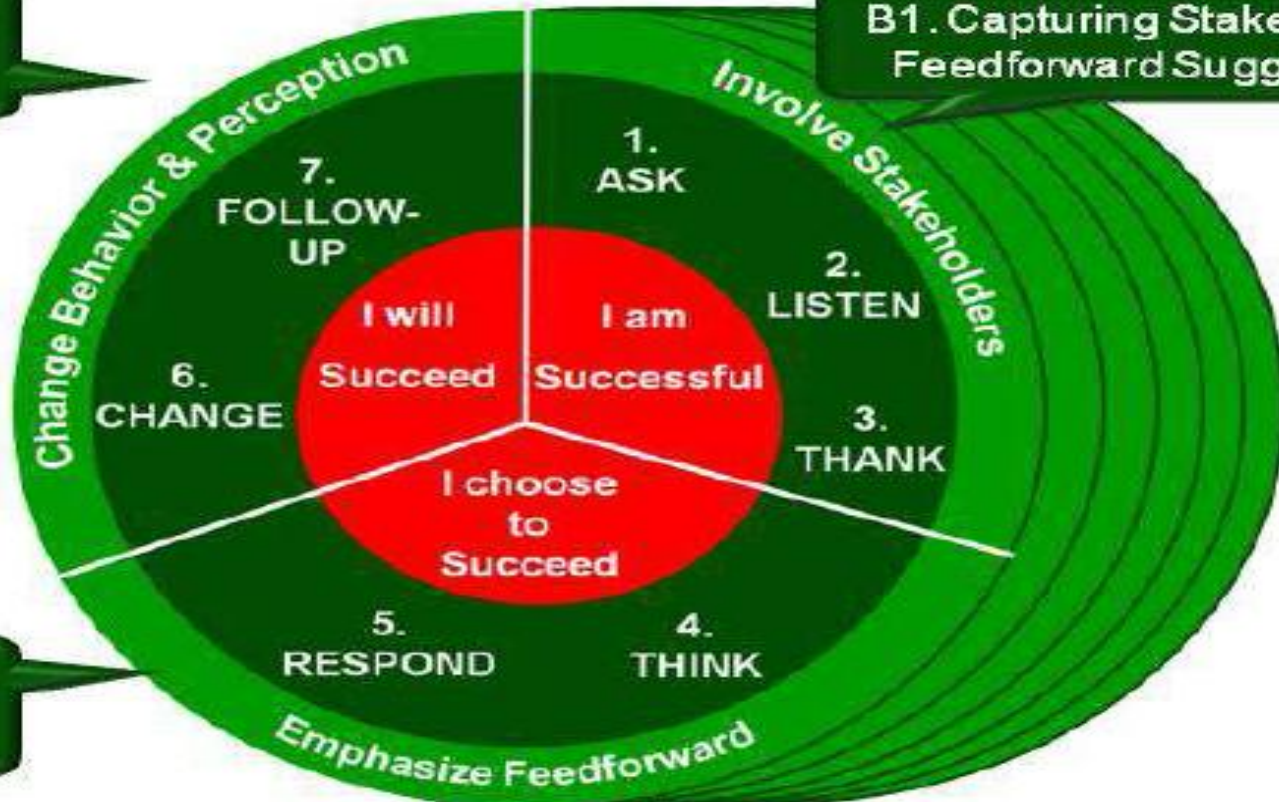 B1. Capturing Stake
Feedforward Sugg
Involve Stakeholders
1.
ASK
2.
LISTEN
3.
THANK
4.
THINK
5.
RESPOND
Emphasize Feedforward
6.
CHANGE
7.
FOLLOW-
UP
Change Behavior & Perception
I am
Successful
I choose
to
Succeed
I will
Succeed